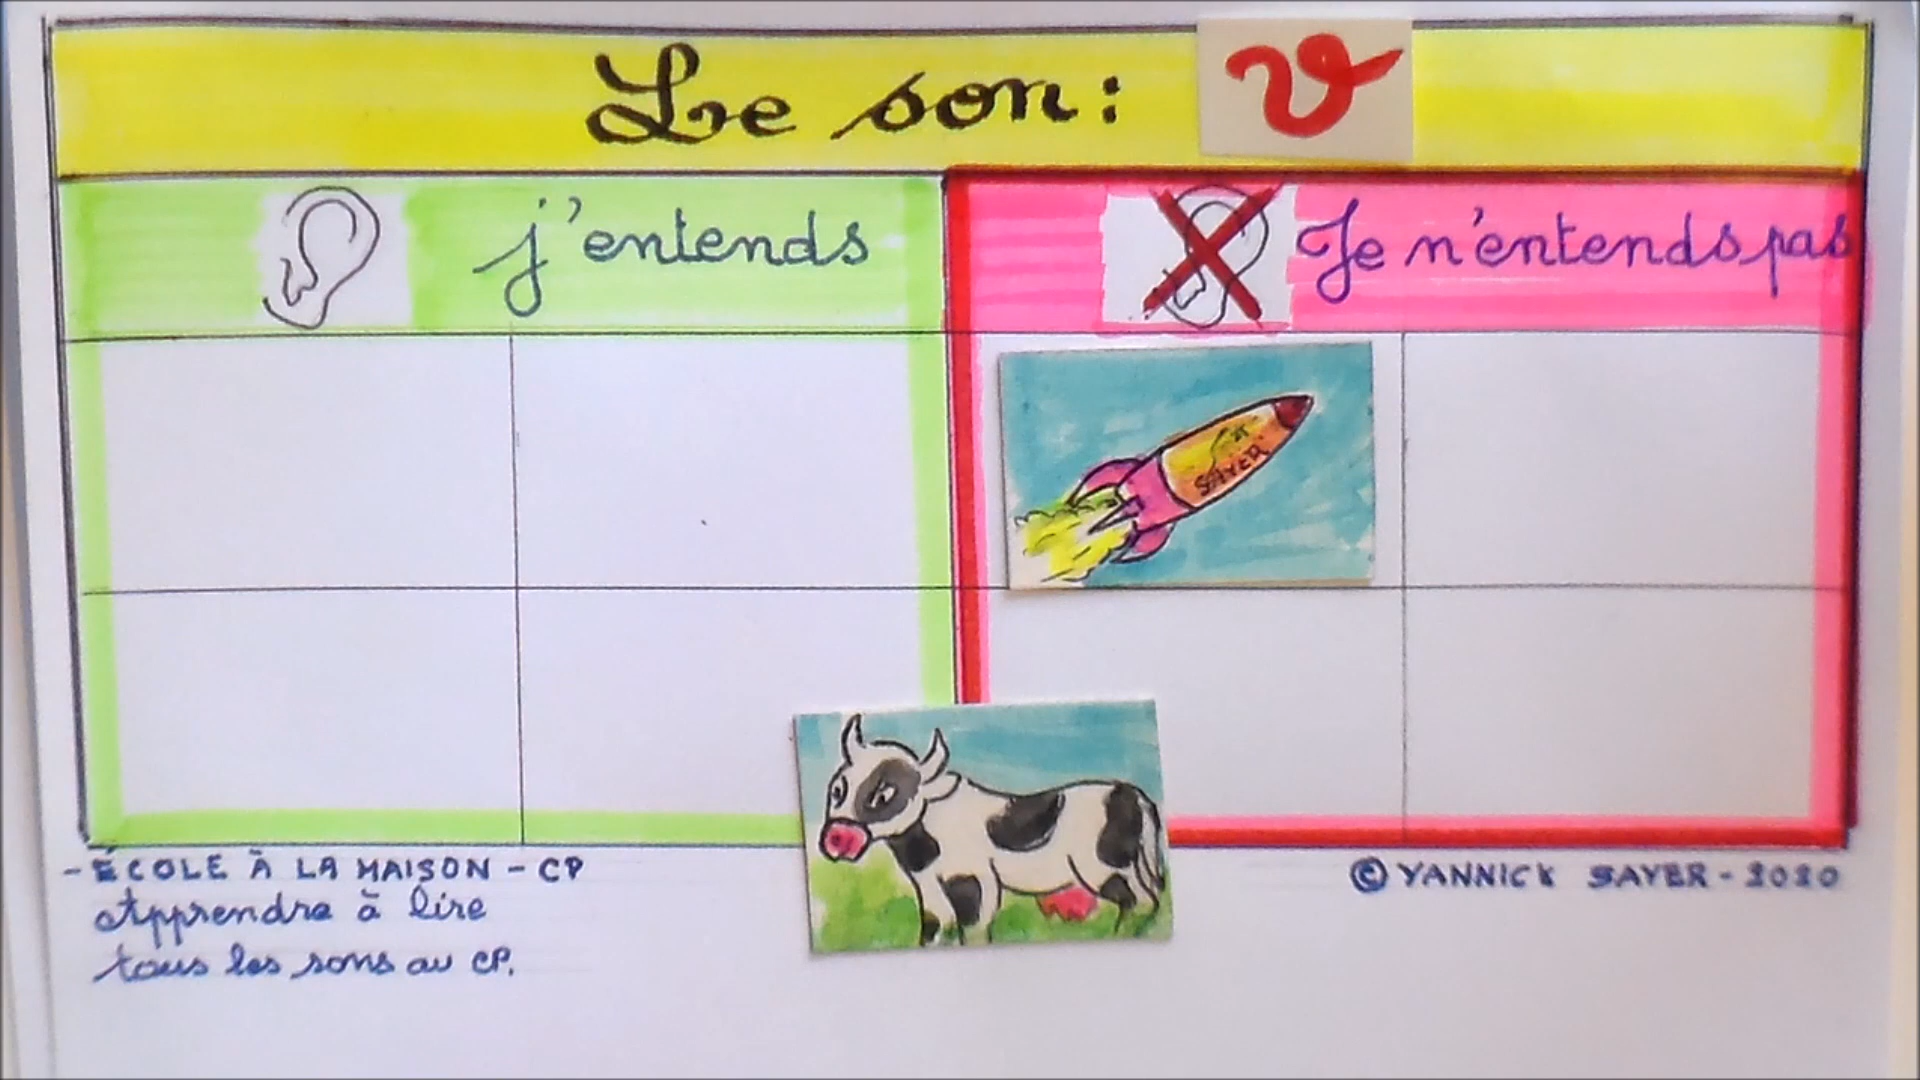 Le son : v
j'entends
Je n'entends pas
SAYER
- ÉCOLE À LA MAISON - CP
Apprendre à lire
tous les sons au CP.
© YANNICK SAYER - 2020